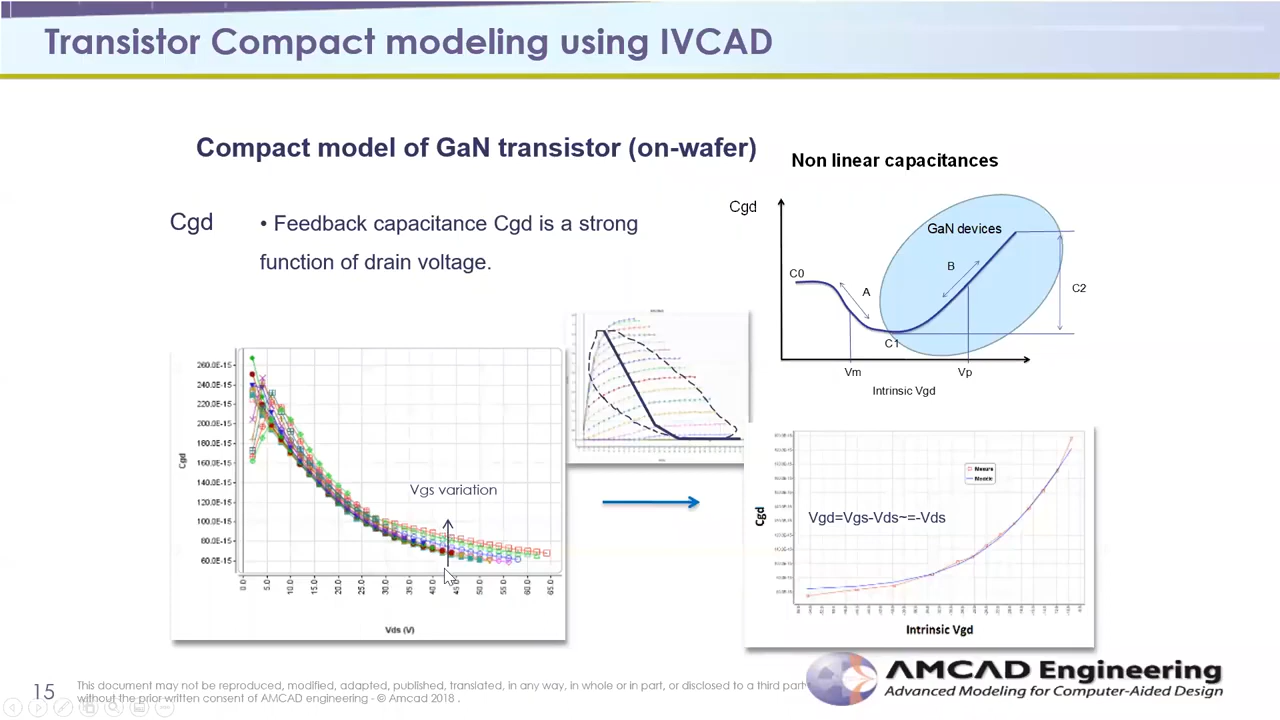 Transistor Compact modeling using IVCAD
Compact model of GaN transistor (on-wafer)
Non linear capacitances
Cgd
• Feedback capacitance Cgd is a strong
function of drain voltage.
Cgd
GaN devices
C0
A
B
C2
C1
Vm
Vp
Intrinsic Vgd
260.0E-15
240.0E-15
220.0E-15
200.0E-15
180.0E-15
160.0E-15
140.0E-15
120.0E-15
100.0E-15
80.0E-15
60.0E-15
Cgd
Vgs variation
0.0 5.0 10.0 15.0 20.0 25.0 30.0 35.0 40.0 45.0 50.0 55.0 60.0 65.0
Vds (V)
Cgd
Mesure
Modele
Vgd=Vgs-Vds~=-Vds
Intrinsic Vgd
15
This document may not be reproduced, modified, adapted, published, translated, in any way, in whole or in part, or disclosed to a third
without the prior written consent of AMCAD engineering - © Amcad 2018 .
AMCAD Engineering
Advanced Modeling for Computer-Aided Design